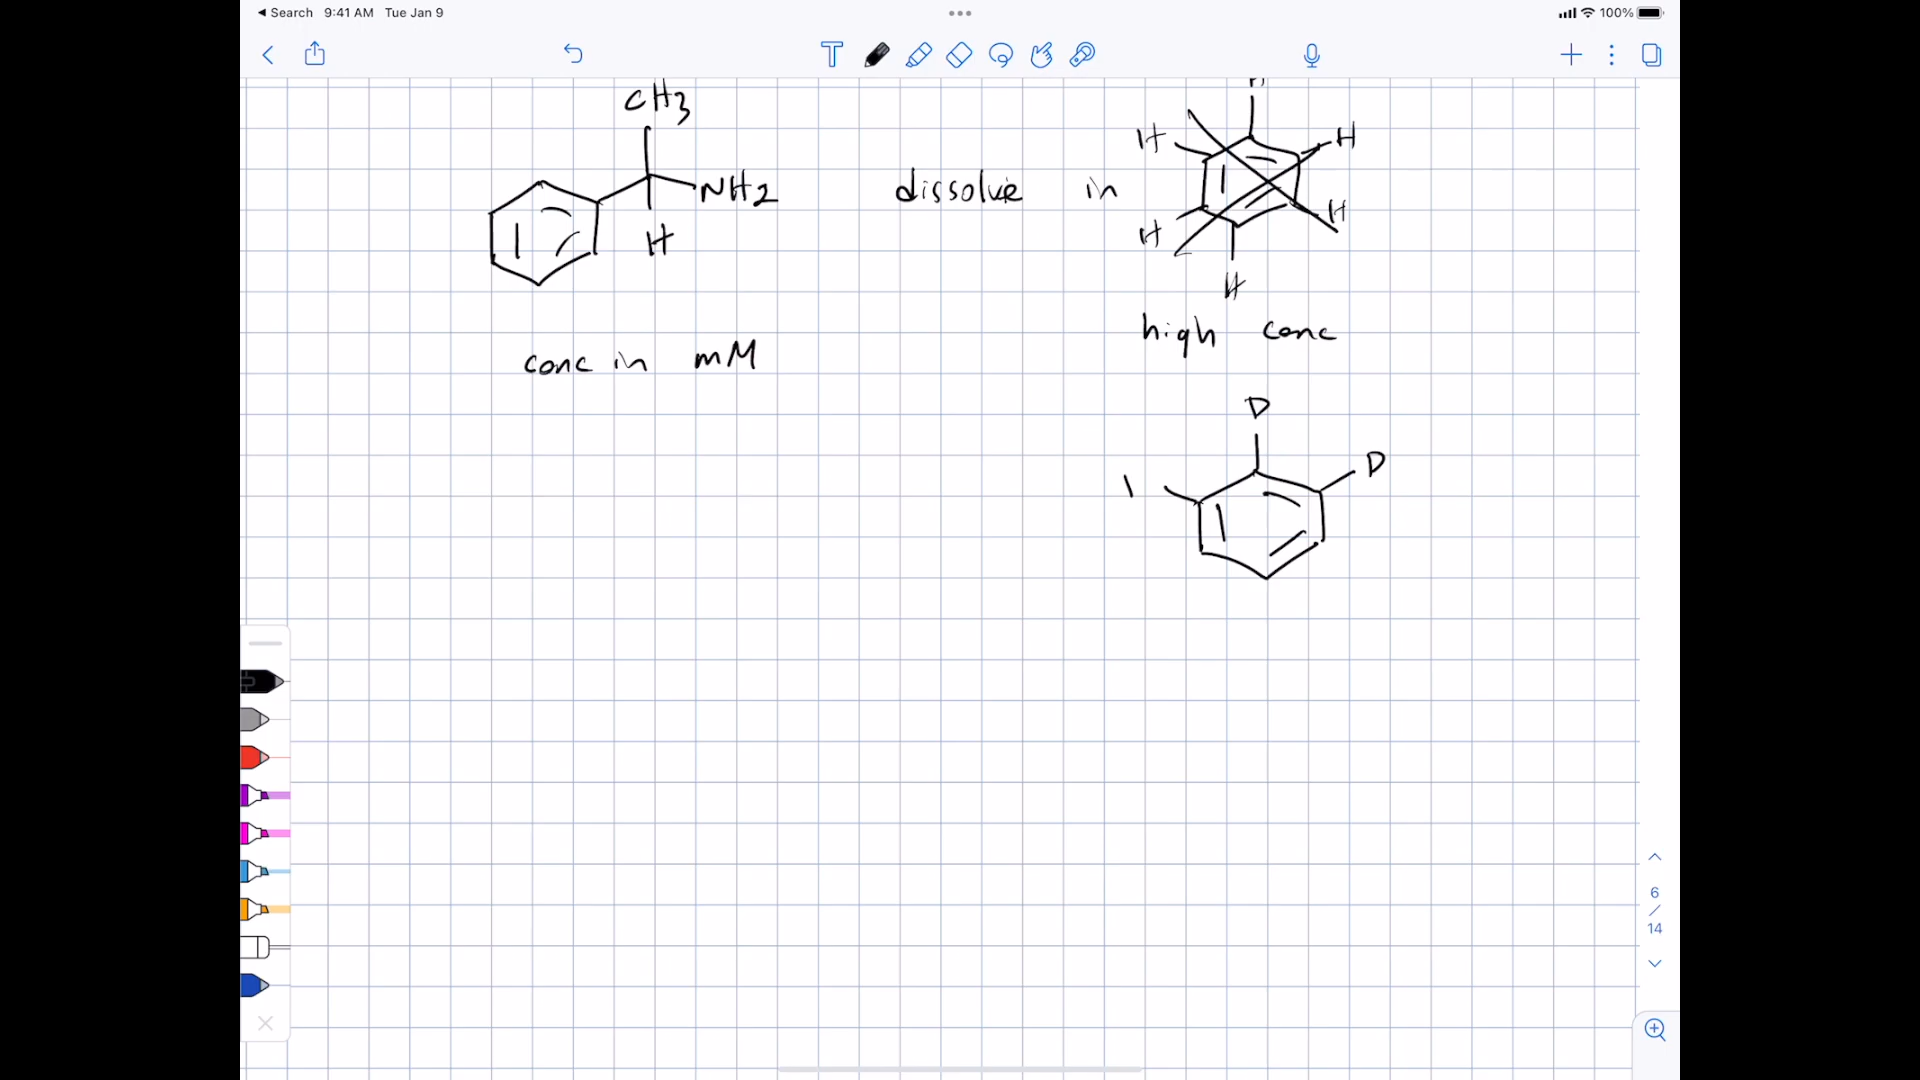 Search 9:41 AM Tue Jan 9
100%
T
CH3
H H
NH2
dissolve in
H
H H
H
high conc
conc in mM
D
D
6
/
14